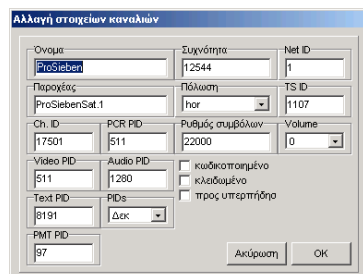 Αλλαγή στοιχείων καναλιών
Όνομα Συχνότητα Net ID
ProSieben 12544 1
Παροχέας Πόλωση TS ID
ProSiebenSat.1 hor 1107
Ch. ID PCR PID Ρυθμός συμβόλων Volume
17501 511 22000 0
Video PID Audio PID κωδικοποιημένο
511 1280 κλειδωμένο
Text PID PIDs προς υπερπήδησ
8191 Δεκ
PMT PID
97 Ακύρωση OK